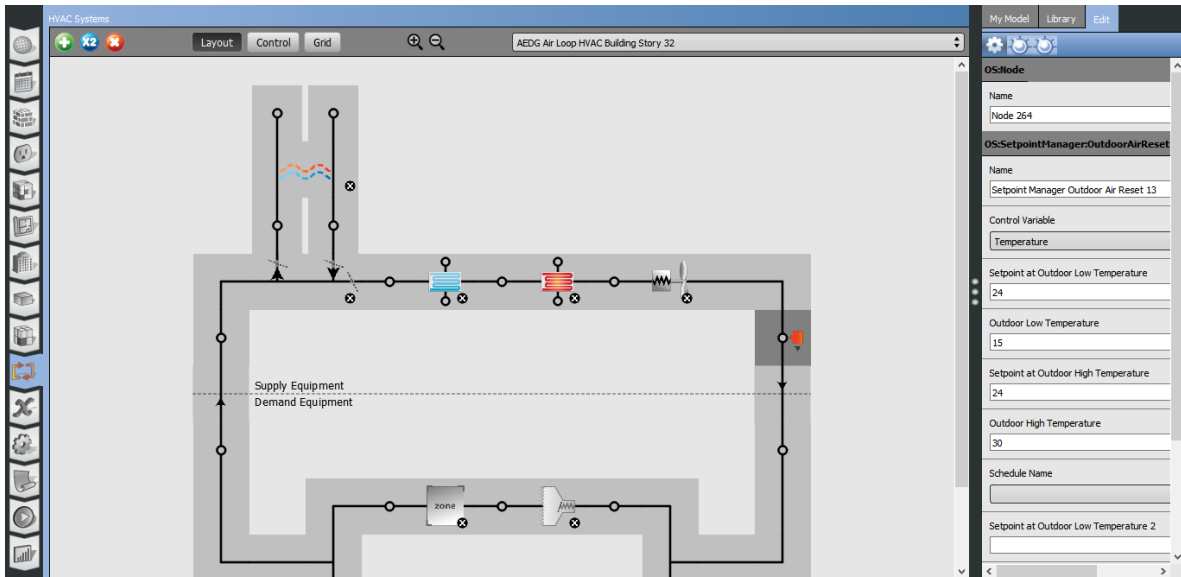 HVAC Systems
My Model
Library
Edit
X2
Layout
Control
Grid
AEDG Air Loop HVAC Building Story 32
OS:Node
Name
Node 264
OS:SetpointManager:OutdoorAirReset
Name
Setpoint Manager Outdoor Air Reset 13
Control Variable
Temperature
Setpoint at Outdoor Low Temperature
24
Outdoor Low Temperature
15
Setpoint at Outdoor High Temperature
24
Outdoor High Temperature
30
Schedule Name
Setpoint at Outdoor Low Temperature 2
Supply Equipment
Demand Equipment
zone